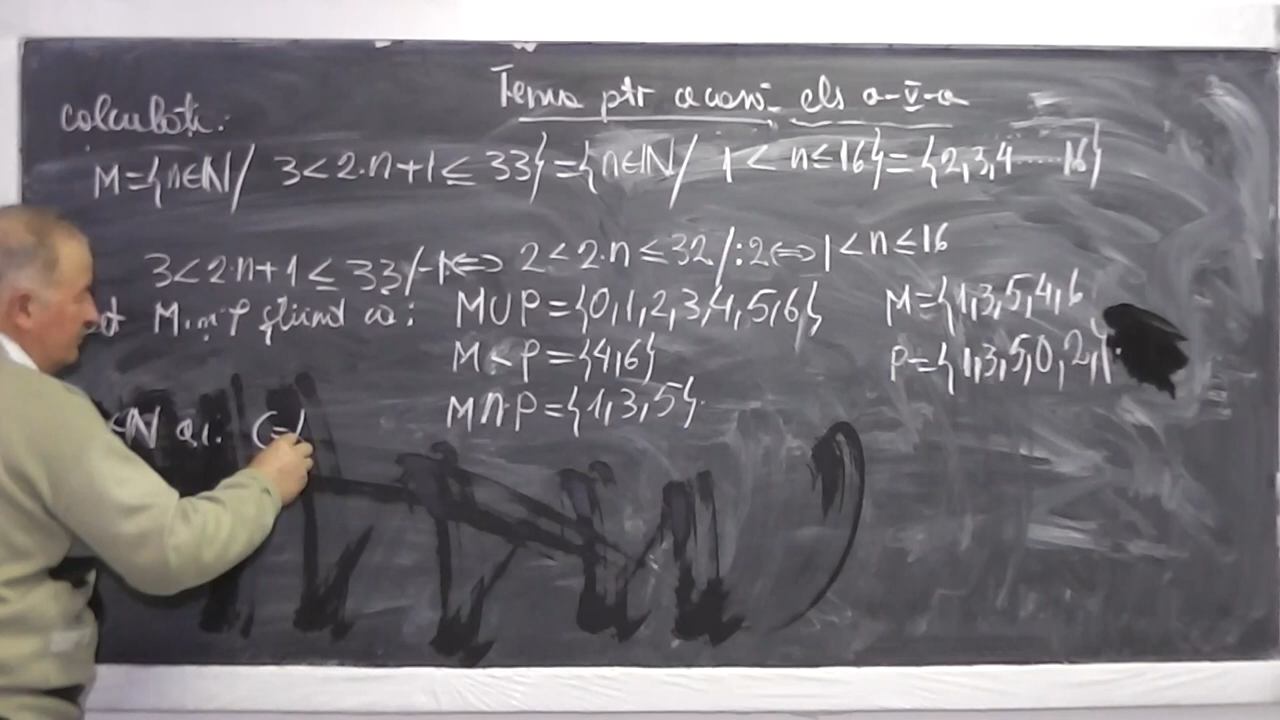 Tema ptr acasă cls a-V-a
calculați:
M={n∈ℕ/ 3<2·n+1≤33}={n∈ℕ/ 1<n≤16}={2,3,4.....16}
3<2·n+1≤33/-1⇔ 2<2·n≤32/:2⇔1<n≤16
M și P știind că: M∪P={0,1,2,3,4,5,6} M={1,3,5,4,6
M∖P={4,6} P={1,3,5,0,2,}
M∩P={1,3,5}.
∈ℕ a.î.